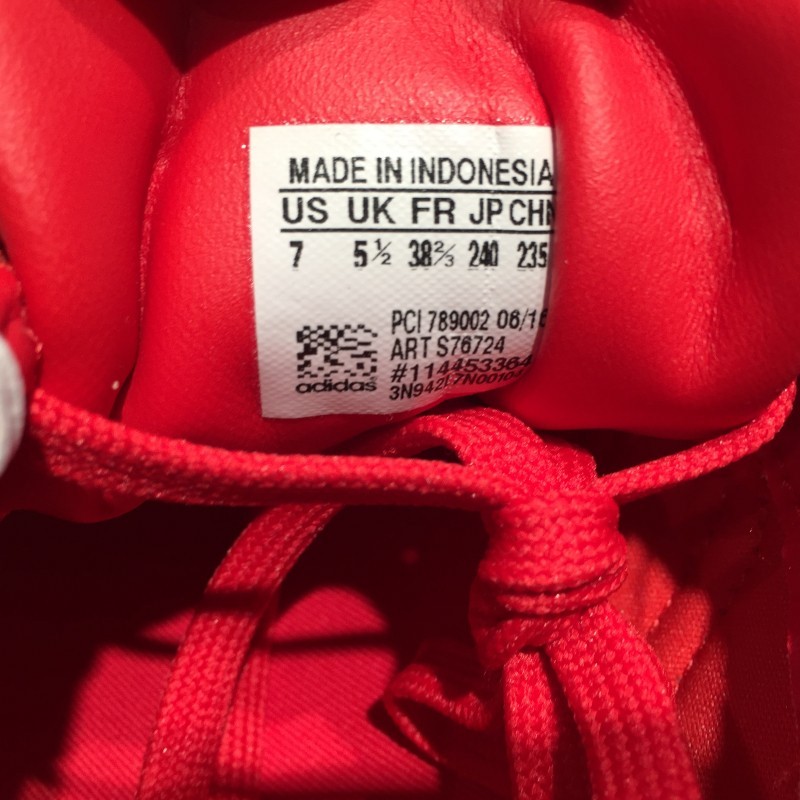 MADE IN INDONESIA
US UK FR JP CHN
7 5½ 38⅔ 240 235
PCI 789002 06/16
ART S76724
#114453364
adidas